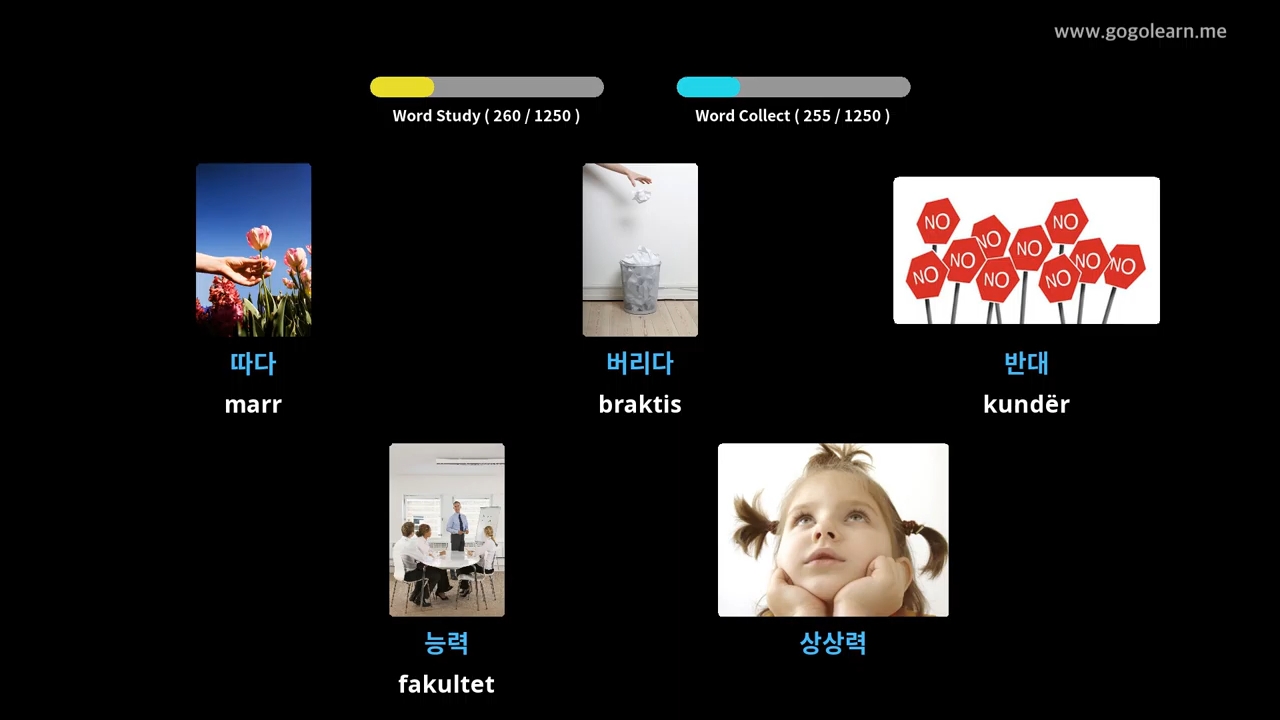 www.gogolearn.me
Word Study ( 260 / 1250 )
Word Collect ( 255 / 1250 )
NO
NO
NO
NO
NO
NO
NO
NO
NO
NO
따다
marr
버리다
braktis
반대
kundër
능력
fakultet
상상력